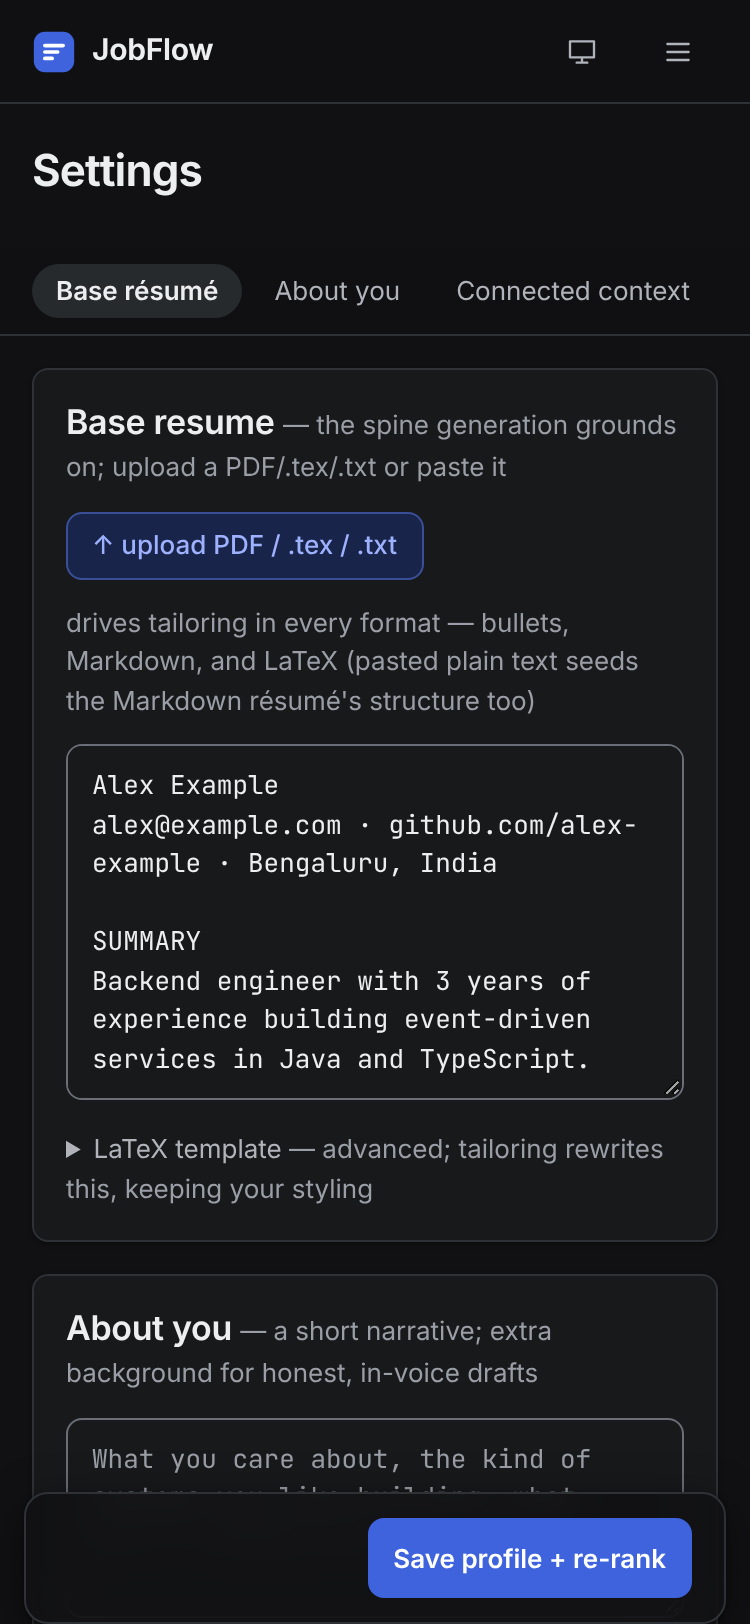 JobFlow
Settings
Base résumé
About you
Connected context
Base resume — the spine generation grounds
on; upload a PDF/.tex/.txt or paste it
↑ upload PDF / .tex / .txt
drives tailoring in every format — bullets,
Markdown, and LaTeX (pasted plain text seeds
the Markdown résumé's structure too)
Alex Example
alex@example.com · github.com/alex-
example · Bengaluru, India
SUMMARY
Backend engineer with 3 years of
experience building event-driven
services in Java and TypeScript.
▶ LaTeX template — advanced; tailoring rewrites
this, keeping your styling
About you — a short narrative; extra
background for honest, in-voice drafts
What you care about, the kind of
Save profile + re-rank